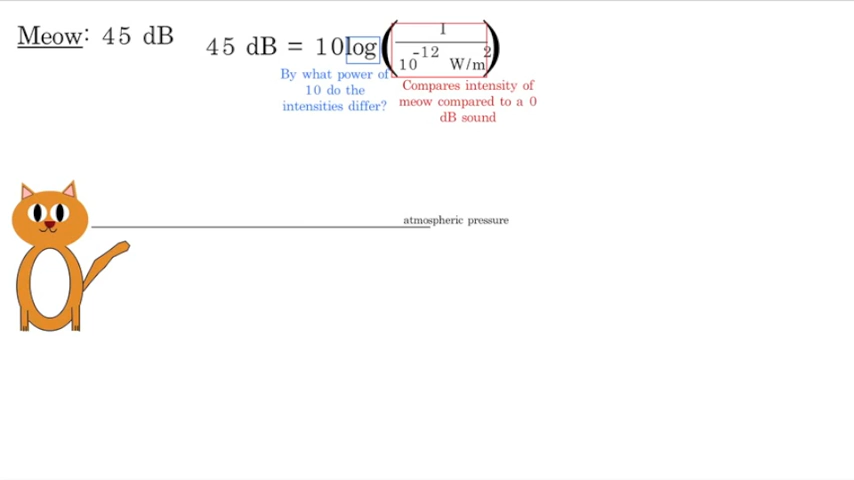 Meow: 45 dB
45 dB = 10log(I / 10^-12 W/m^2)
By what power of
10 do the
intensities differ?
Compares intensity of
meow compared to a 0
dB sound
atmospheric pressure